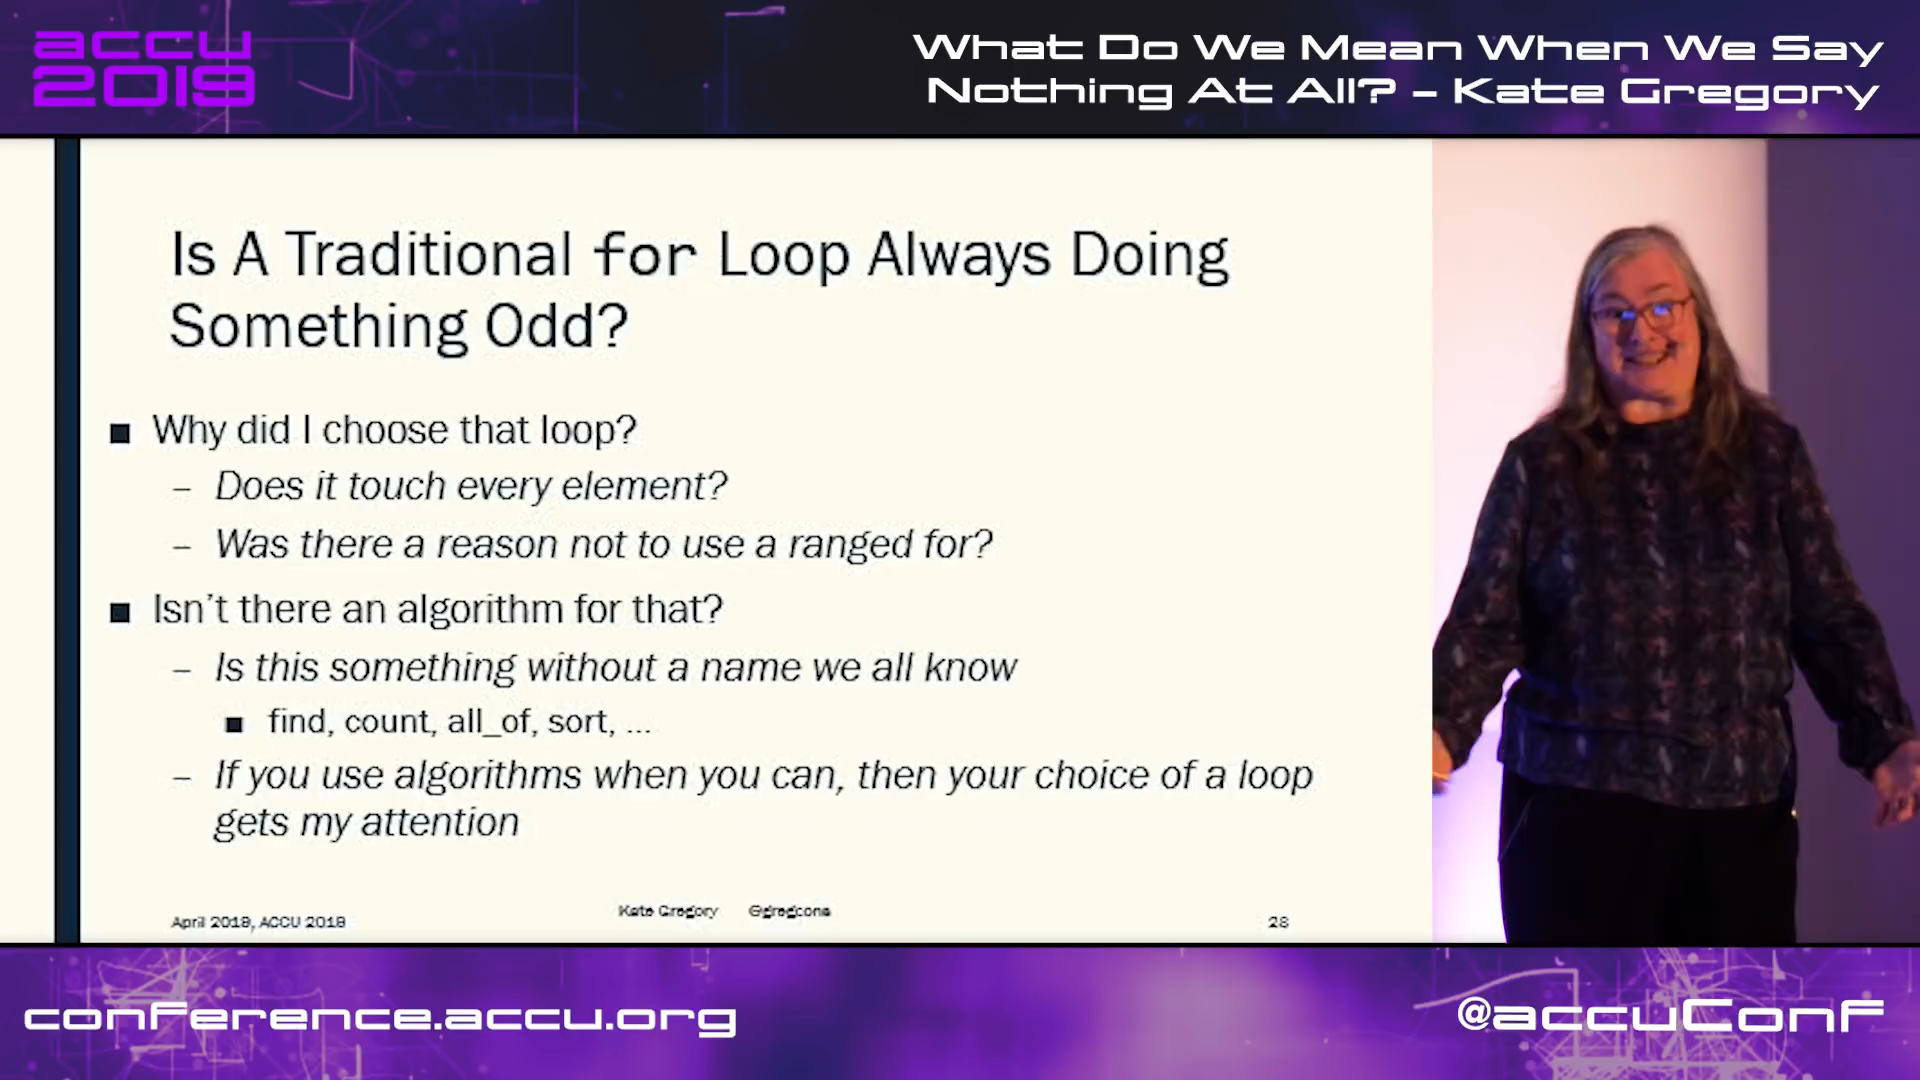 accu
2019
What Do We Mean When We Say
Nothing At All? – Kate Gregory
Is A Traditional for Loop Always Doing
Something Odd?
■ Why did I choose that loop?
– Does it touch every element?
– Was there a reason not to use a ranged for?
■ Isn't there an algorithm for that?
– Is this something without a name we all know
■ find, count, all_of, sort, ...
– If you use algorithms when you can, then your choice of a loop
gets my attention
April 2019, ACCU 2019
Kate Gregory @gregcons
28
conference.accu.org
@accuConf